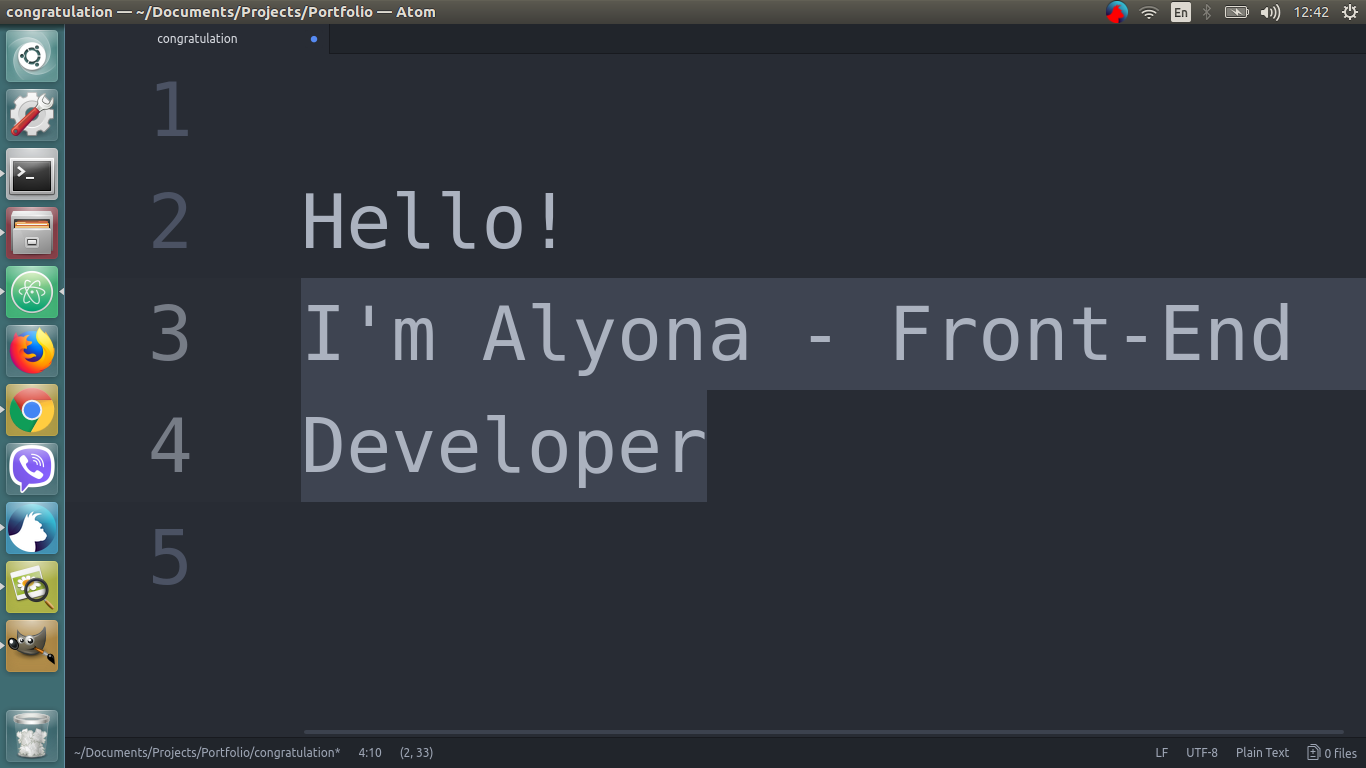 congratulation — ~/Documents/Projects/Portfolio — Atom
En
12:42
congratulation
1
2 Hello!
3 I'm Alyona - Front-End
4 Developer
5
~/Documents/Projects/Portfolio/congratulation* 4:10 (2, 33) LF UTF-8 Plain Text 0 files